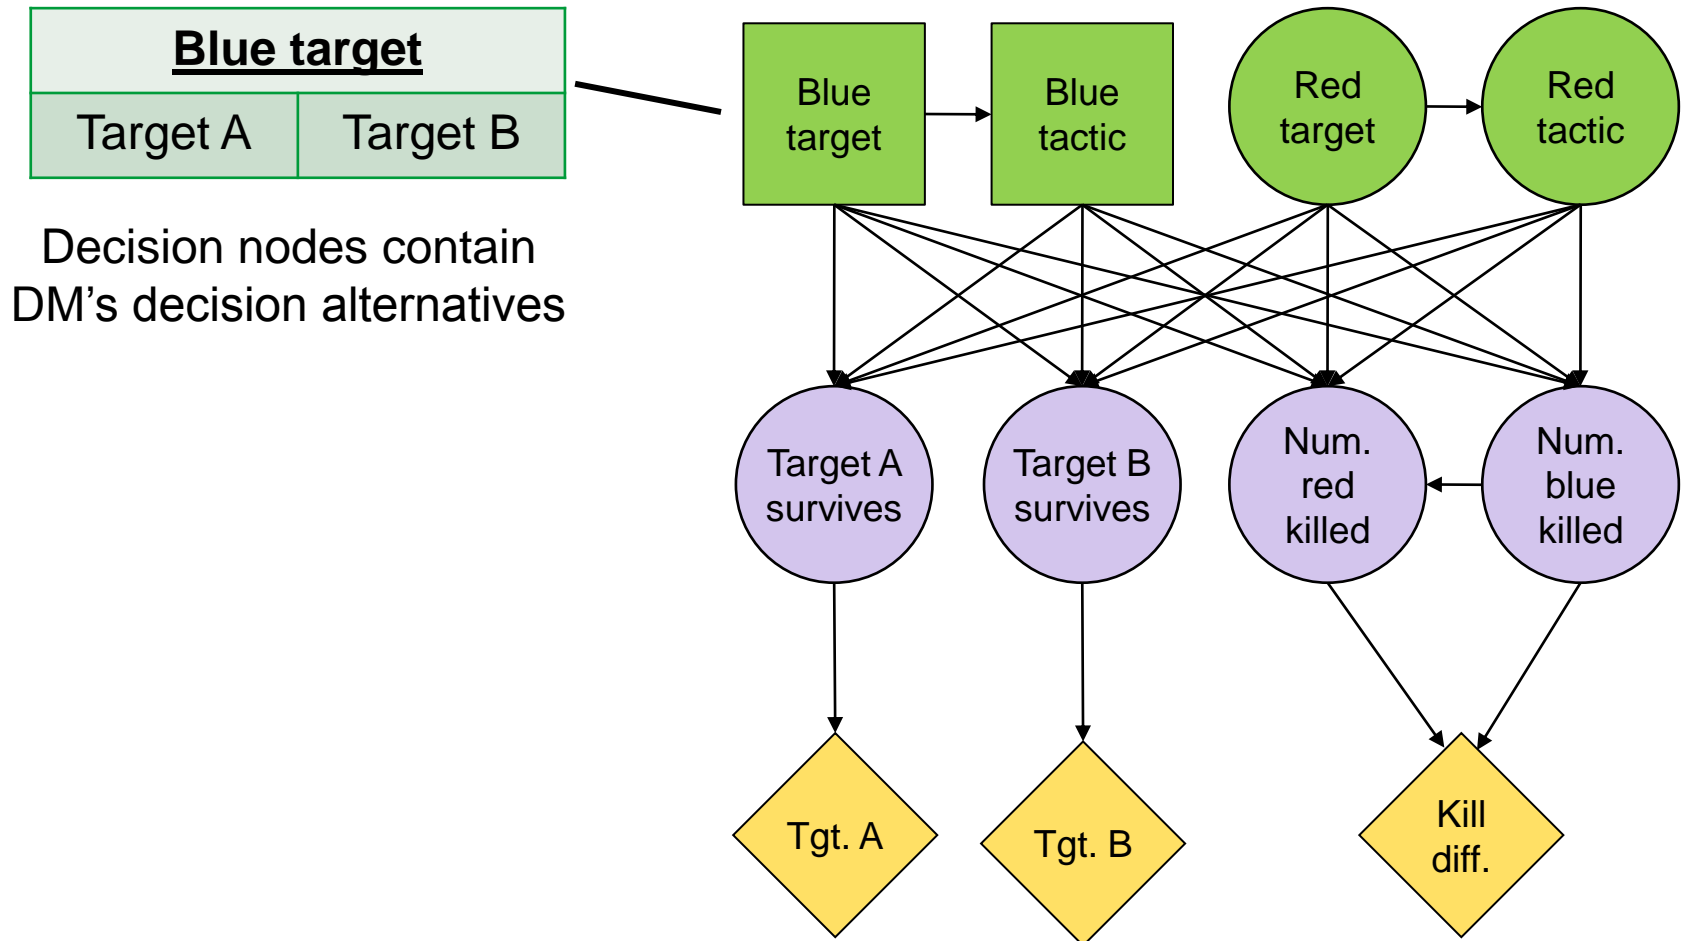 Blue target
Target A
Target B
Decision nodes contain
DM's decision alternatives
Blue
target
Blue
tactic
Red
target
Red
tactic
Target A
survives
Target B
survives
Num.
red
killed
Num.
blue
killed
Tgt. A
Tgt. B
Kill
diff.